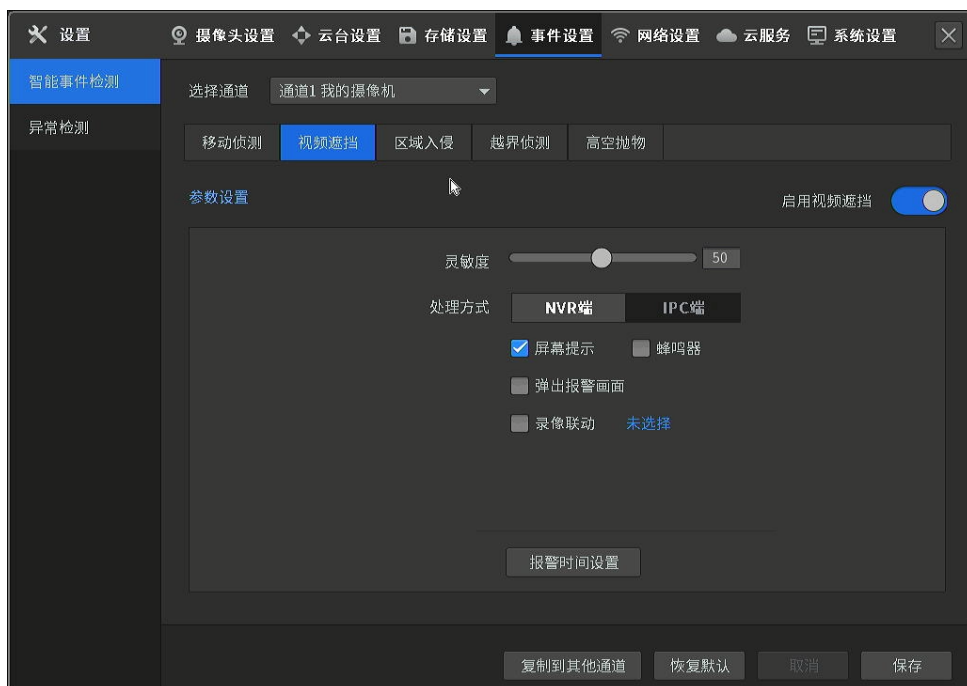 设置 摄像头设置 云台设置 存储设置 事件设置 网络设置 云服务 系统设置
智能事件检测
异常检测
选择通道 通道1 我的摄像机
移动侦测 视频遮挡 区域入侵 越界侦测 高空抛物
参数设置 启用视频遮挡
灵敏度 50
处理方式 NVR端 IPC端
屏幕提示 蜂鸣器
弹出报警画面
录像联动 未选择
报警时间设置
复制到其他通道 恢复默认 取消 保存